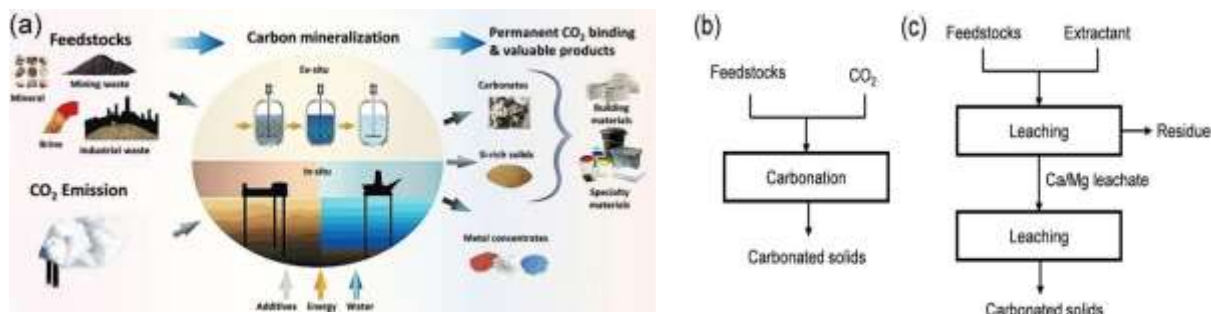 (a)
Feedstocks
Carbon mineralization
Permanent CO₂ binding
& valuable products
Mineral
Mining waste
Brine
Industrial waste
CO₂ Emission
Ex-situ
In-situ
Additives
Energy
Water
Carbonates
Si-rich solids
Metal concentrates
Building
materials
Specialty
materials
(b)
Feedstocks
CO₂
Carbonation
Carbonated solids
(c)
Feedstocks
Extractant
Leaching
Residue
Ca/Mg leachate
Leaching
Carbonated solids